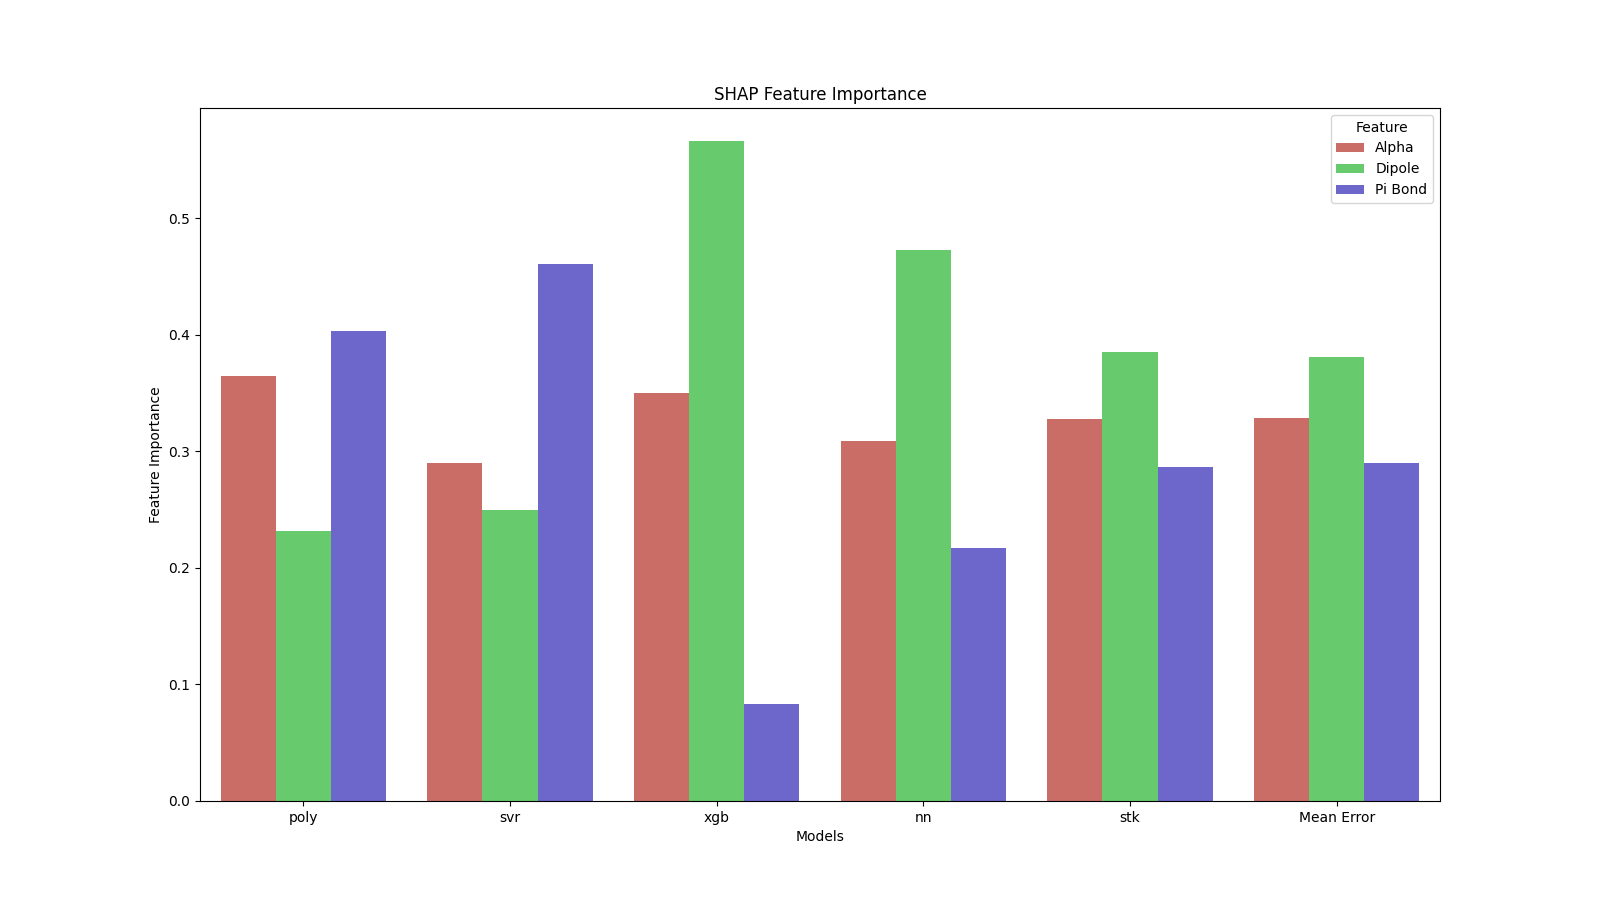 SHAP Feature Importance
Feature
Alpha
Dipole
Pi Bond
Feature Importance
0.5
0.4
0.3
0.2
0.1
0.0
poly svr xgb nn stk Mean Error
Models